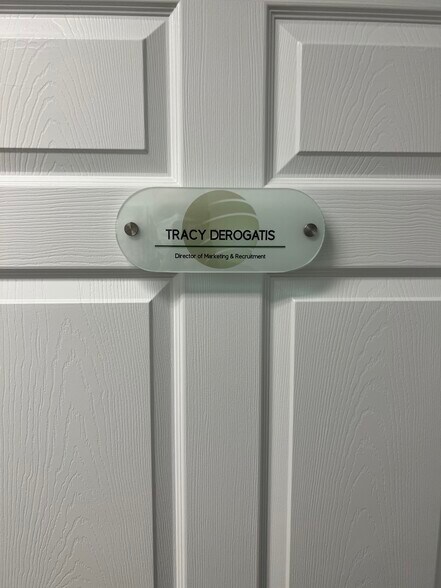 TRACY DEROGATIS
Director of Marketing & Recruitment